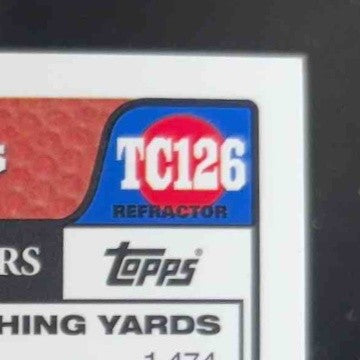 S
TC126
REFRACTOR
RS
topps
HING YARDS
1,474